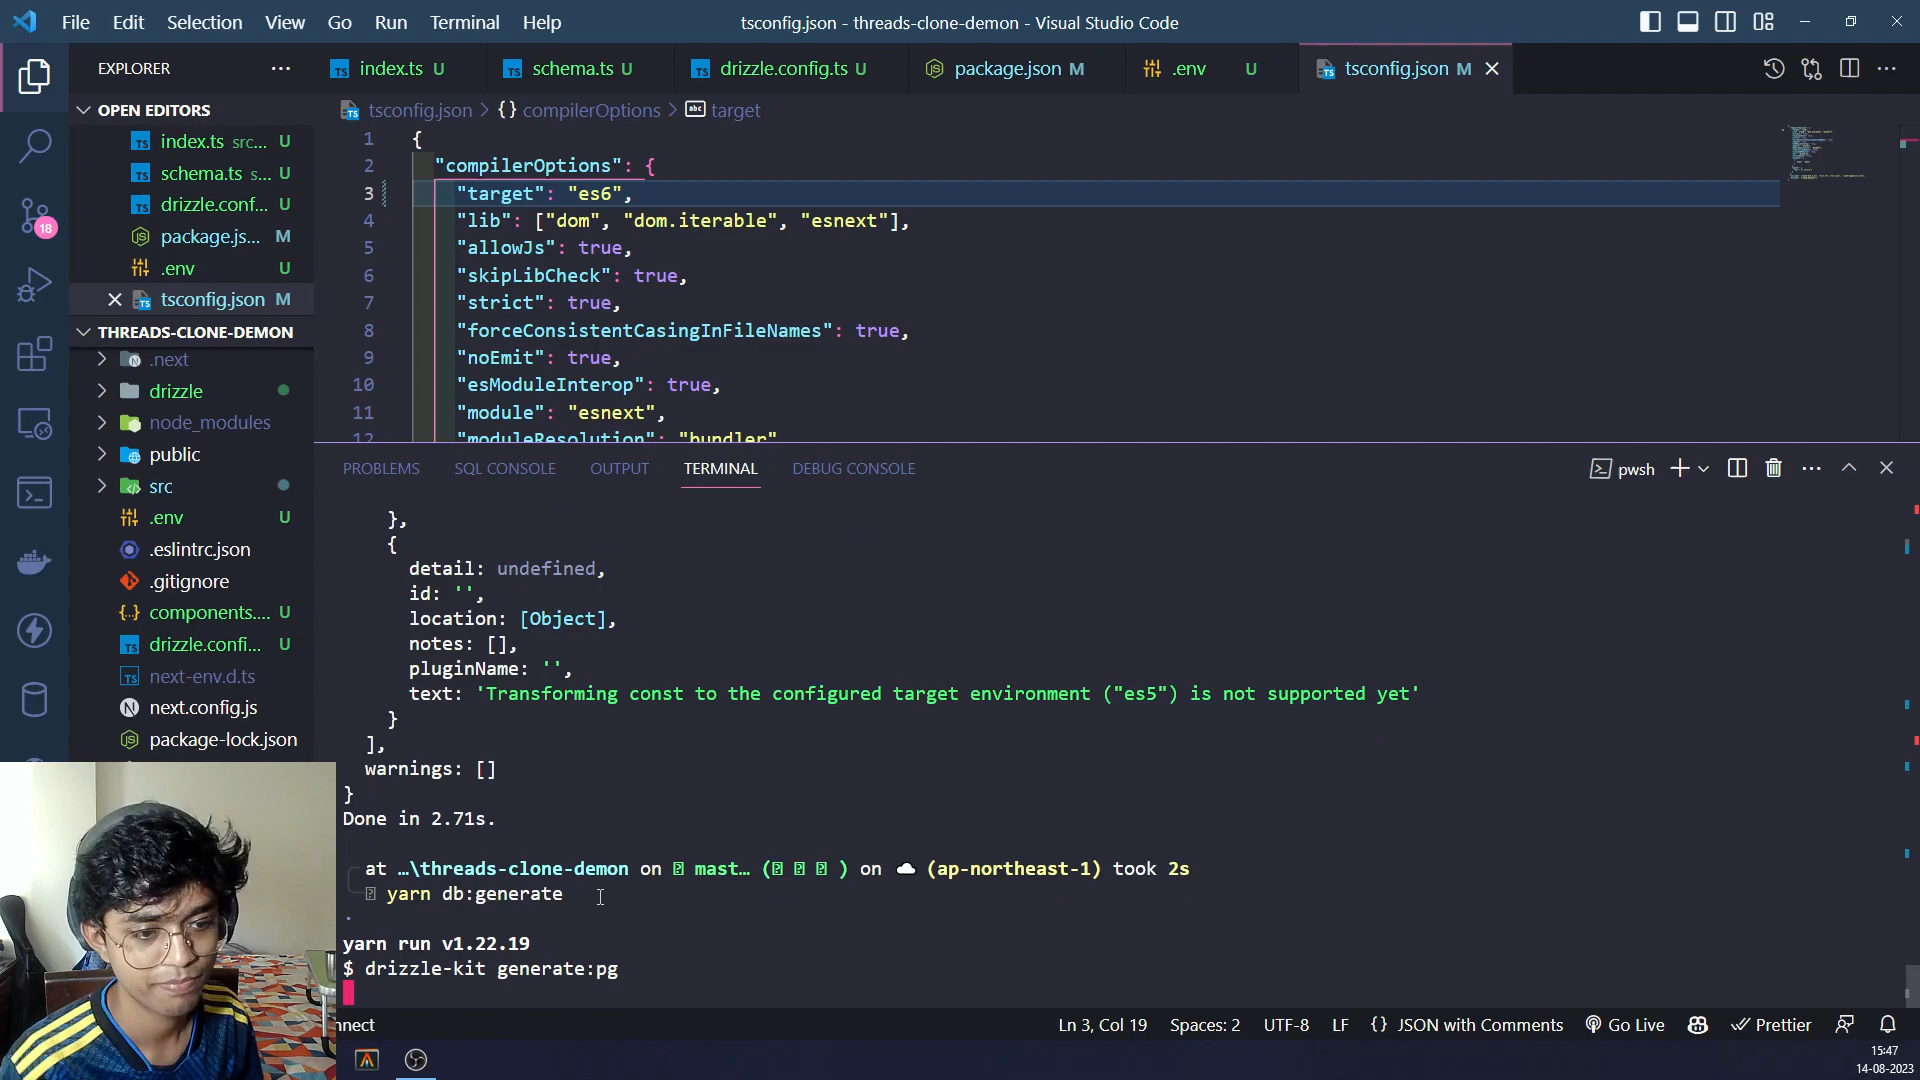 File Edit Selection View Go Run Terminal Help
tsconfig.json - threads-clone-demon - Visual Studio Code
EXPLORER
index.ts U
schema.ts U
drizzle.config.ts U
package.json M
.env U
tsconfig.json M
OPEN EDITORS
index.ts src... U
schema.ts s... U
drizzle.conf... U
package.js... M
.env U
tsconfig.json M
THREADS-CLONE-DEMON
.next
drizzle
node_modules
public
src
.env U
.eslintrc.json
.gitignore
components.... U
drizzle.confi... U
next-env.d.ts
next.config.js
package-lock.json
18
tsconfig.json > {} compilerOptions > abc target
1 {
2 "compilerOptions": {
3 "target": "es6",
4 "lib": ["dom", "dom.iterable", "esnext"],
5 "allowJs": true,
6 "skipLibCheck": true,
7 "strict": true,
8 "forceConsistentCasingInFileNames": true,
9 "noEmit": true,
10 "esModuleInterop": true,
11 "module": "esnext",
12 "moduleResolution": "bundler"
PROBLEMS SQL CONSOLE OUTPUT TERMINAL DEBUG CONSOLE
pwsh
},
{
detail: undefined,
id: '',
location: [Object],
notes: [],
pluginName: '',
text: 'Transforming const to the configured target environment ("es5") is not supported yet'
}
],
warnings: []
}
Done in 2.71s.
at …\threads-clone-demon on mast… ( ) on (ap-northeast-1) took 2s
yarn db:generate
yarn run v1.22.19
$ drizzle-kit generate:pg
nnect
Ln 3, Col 19 Spaces: 2 UTF-8 LF {} JSON with Comments Go Live Prettier
15:47
14-08-2023